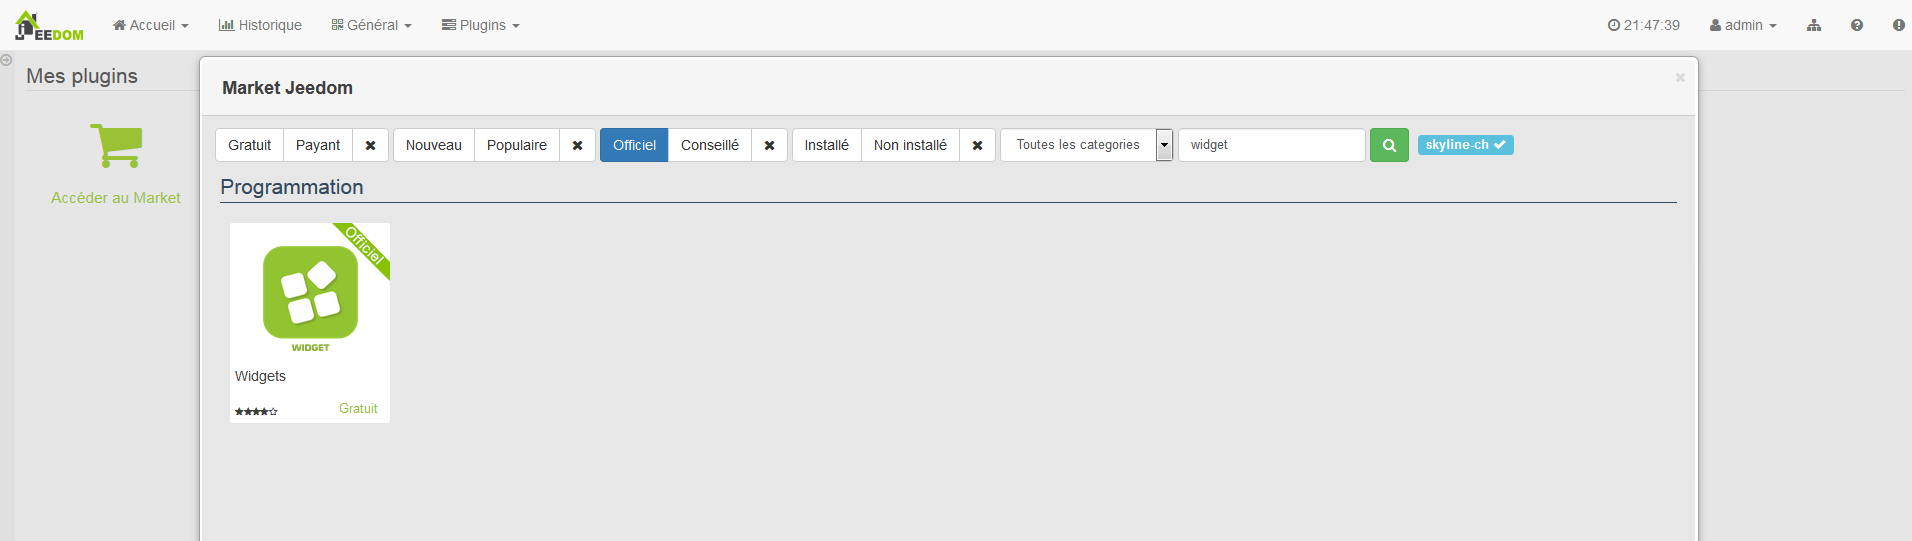 JEEDOM Accueil Historique Général Plugins 21:47:39 admin
Mes plugins
Market Jeedom
Gratuit Payant Nouveau Populaire Officiel Conseillé Installé Non installé Toutes les categories widget skyline-ch
Accéder au Market
Programmation
Officiel
WIDGET
Widgets
Gratuit